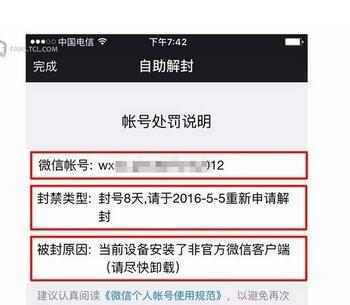 中国电信 下午7:42
完成 自助解封
帐号处罚说明
微信帐号: wx 012
封禁类型: 封号8天,请于2016-5-5重新申请解
封
被封原因: 当前设备安装了非官方微信客户端
(请尽快卸载)
建议认真阅读《微信个人帐号使用规范》, 以避免再次